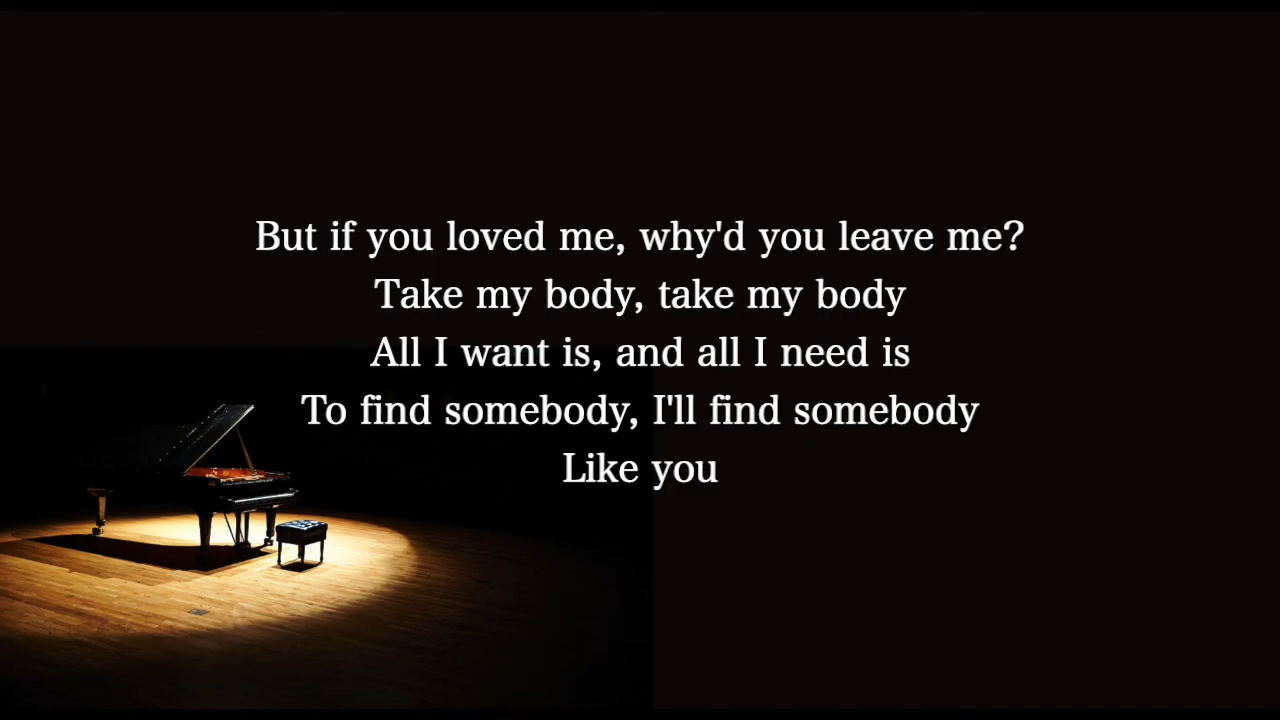 But if you loved me, why'd you leave me?
Take my body, take my body
All I want is, and all I need is
To find somebody, I'll find somebody
Like you